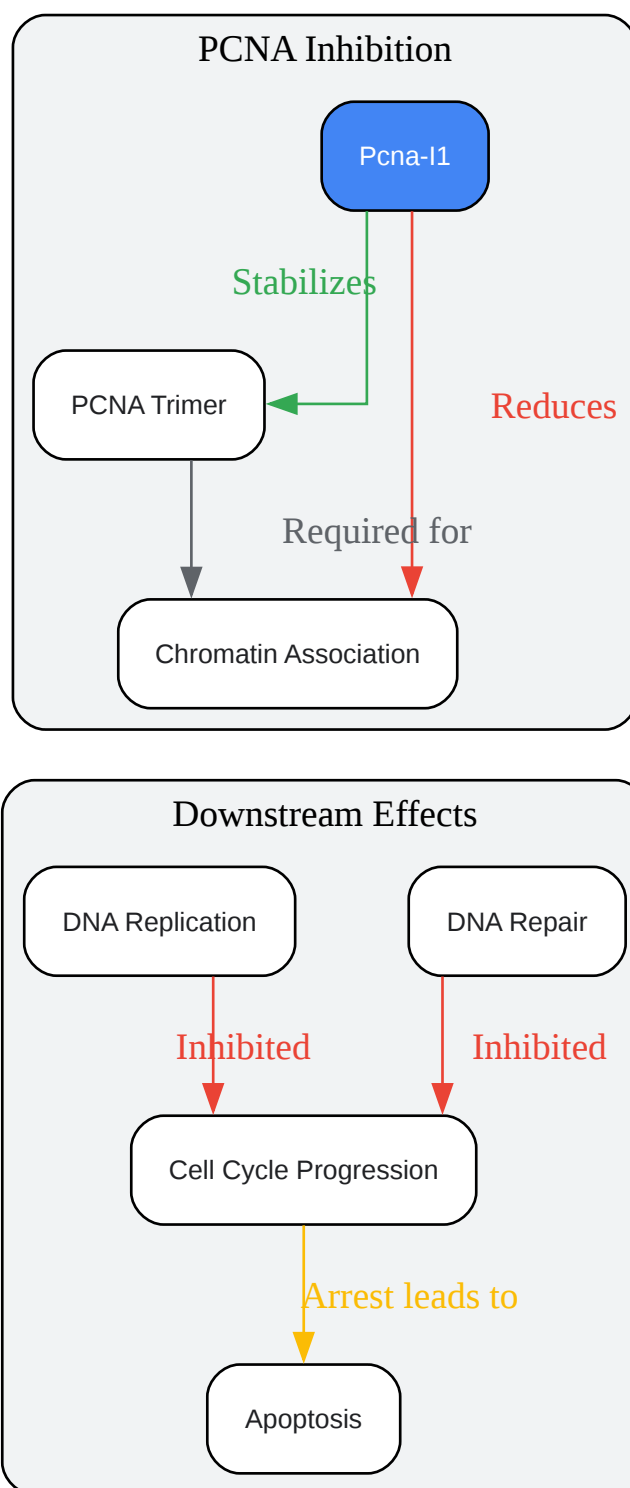 PCNA Inhibition
Pcna-I1
Stabilizes
PCNA Trimer
Reduces
Required for
Chromatin Association
Downstream Effects
DNA Replication
DNA Repair
Inhibited
Inhibited
Cell Cycle Progression
Arrest leads to
Apoptosis